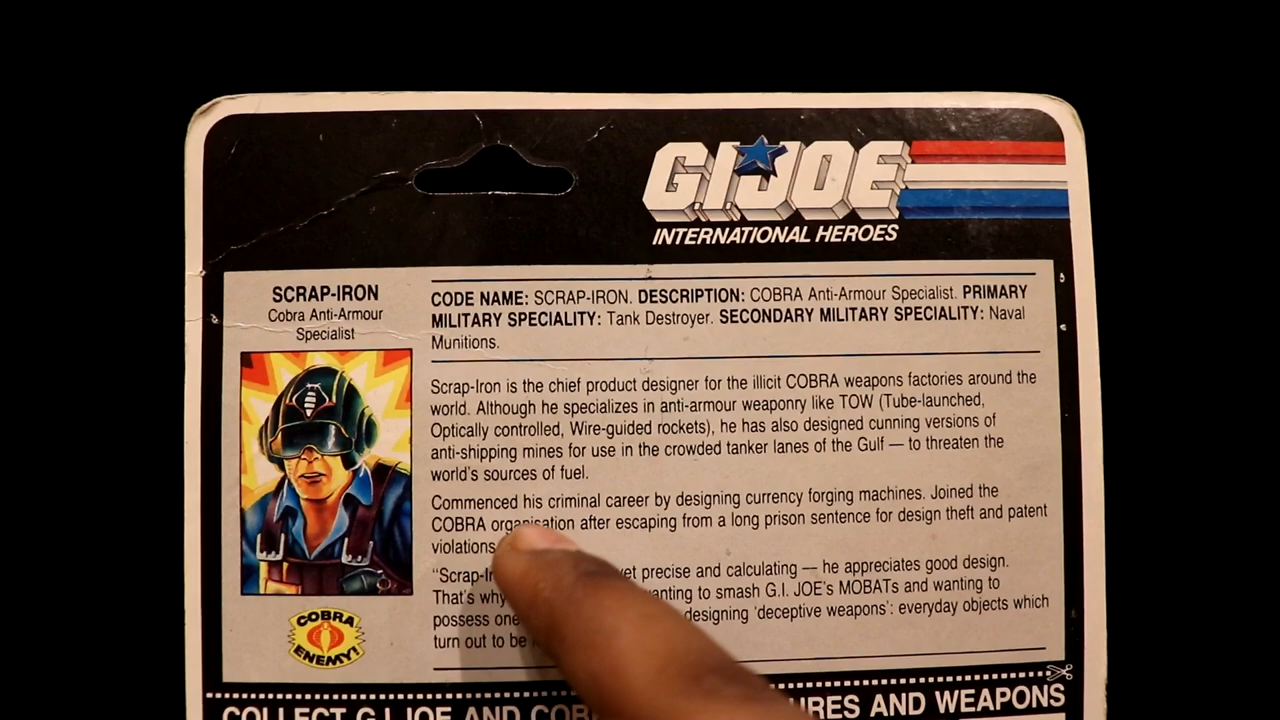 G.I.JOE
INTERNATIONAL HEROES
SCRAP-IRON
Cobra Anti-Armour
Specialist
COBRA
ENEMY!
CODE NAME: SCRAP-IRON. DESCRIPTION: COBRA Anti-Armour Specialist. PRIMARY
MILITARY SPECIALITY: Tank Destroyer. SECONDARY MILITARY SPECIALITY: Naval
Munitions.
Scrap-Iron is the chief product designer for the illicit COBRA weapons factories around the
world. Although he specializes in anti-armour weaponry like TOW (Tube-launched,
Optically controlled, Wire-guided rockets), he has also designed cunning versions of
anti-shipping mines for use in the crowded tanker lanes of the Gulf — to threaten the
world's sources of fuel.
Commenced his criminal career by designing currency forging machines. Joined the
COBRA organisation after escaping from a long prison sentence for design theft and patent
violations
yet precise and calculating — he appreciates good design.
That's why wanting to smash G.I. JOE's MOBATs and wanting to
possess one designing 'deceptive weapons': everyday objects which
turn out to be
COLLECT G.I.JOE AND AND WEAPONS